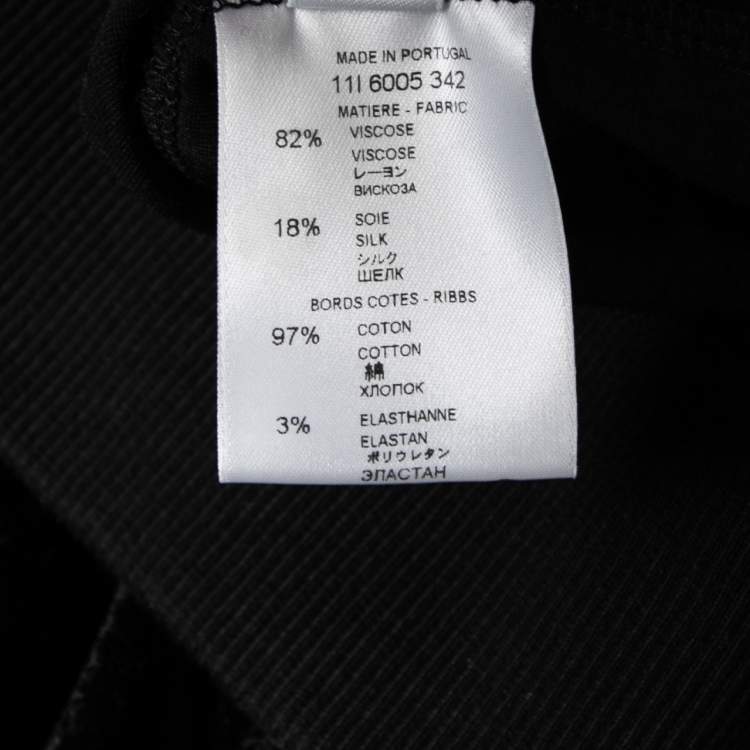 MADE IN PORTUGAL
11I 6005 342
MATIERE - FABRIC
82% VISCOSE
VISCOSE
レーヨン
ВИСКОЗА
18% SOIE
SILK
シルク
ШЕЛК
BORDS COTES - RIBBS
97% COTON
COTTON
綿
ХЛОПОК
3% ELASTHANNE
ELASTAN
ポリウレタン
ЭЛАСТАН